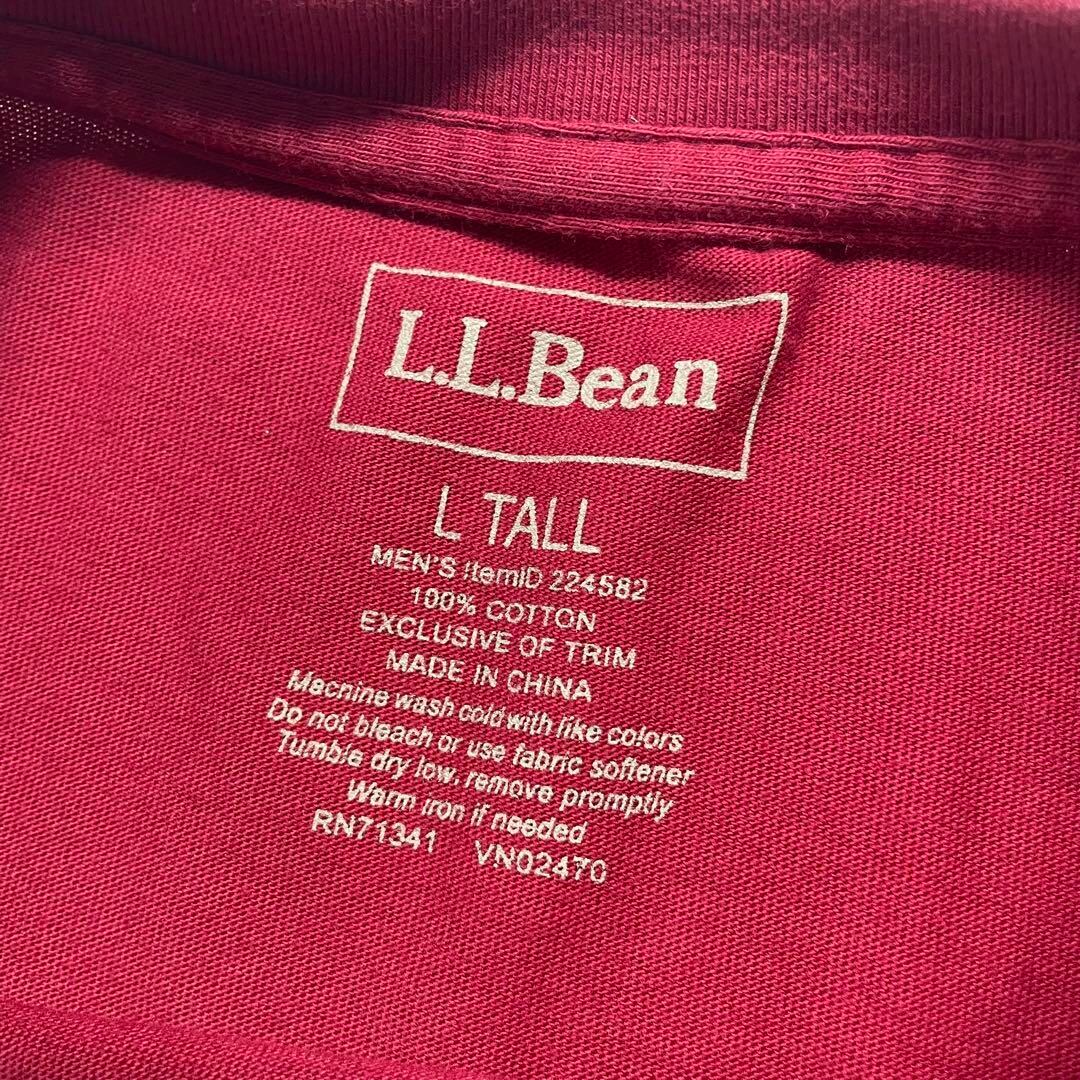 L.L.Bean
L TALL
MEN'S ItemID 224582
100% COTTON
EXCLUSIVE OF TRIM
MADE IN CHINA
Machine wash cold with like colors
Do not bleach or use fabric softener
Tumble dry low, remove promptly
Warm iron if needed
RN71341 VN02470